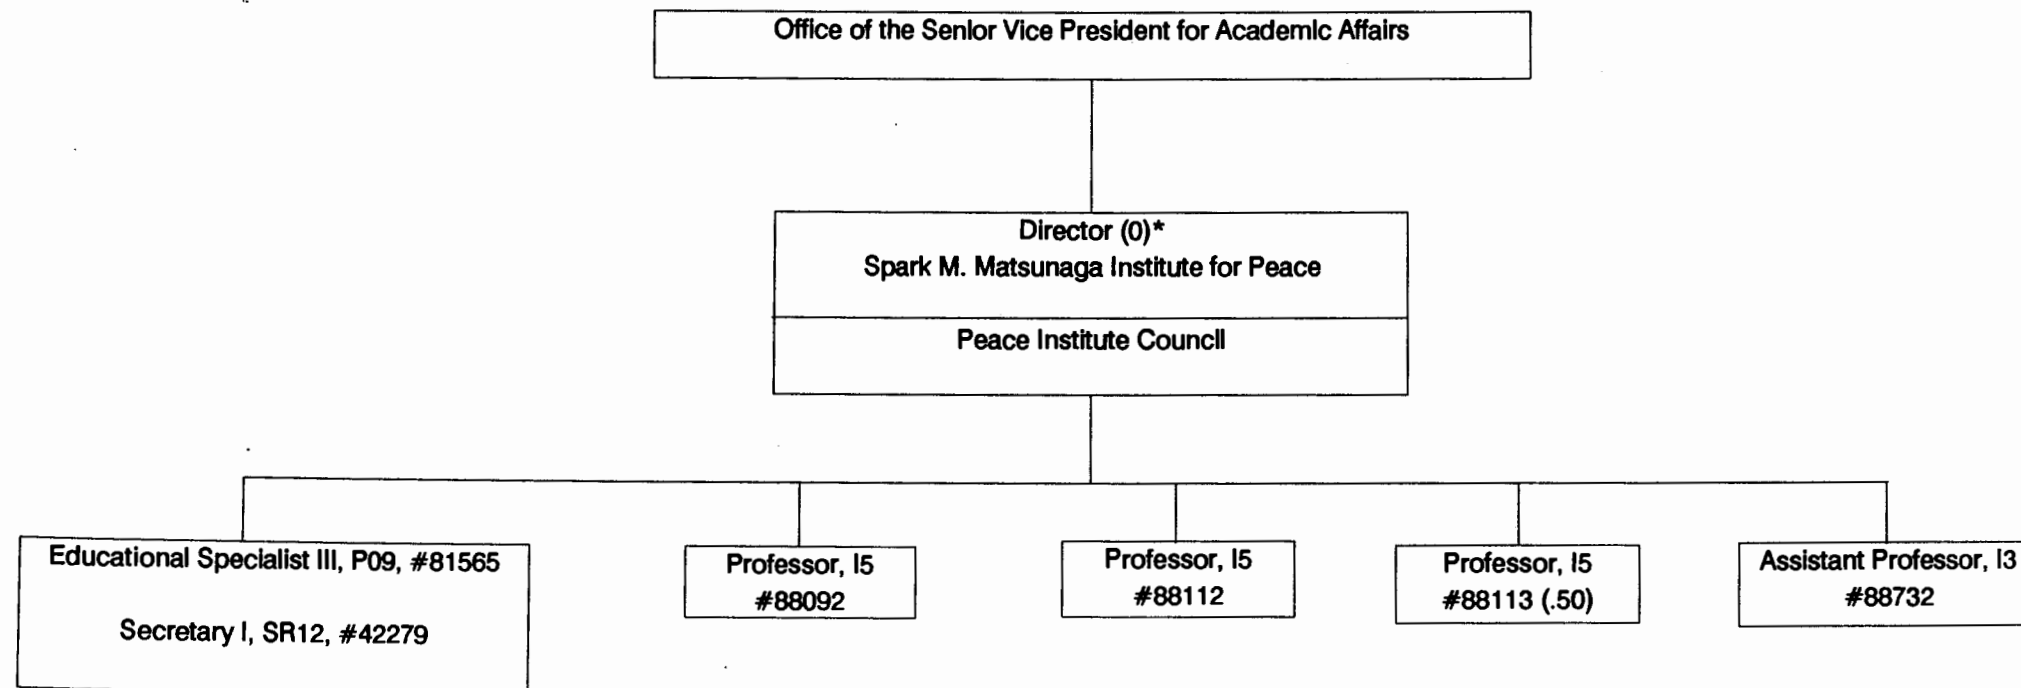 Office of the Senior Vice President for Academic Affairs
Director (0)*
Spark M. Matsunaga Institute for Peace
Peace Institute Council
Educational Specialist III, P09, #81565
Secretary I, SR12, #42279
Professor, I5
#88092
Professor, I5
#88112
Professor, I5
#88113 (.50)
Assistant Professor, I3
#88732